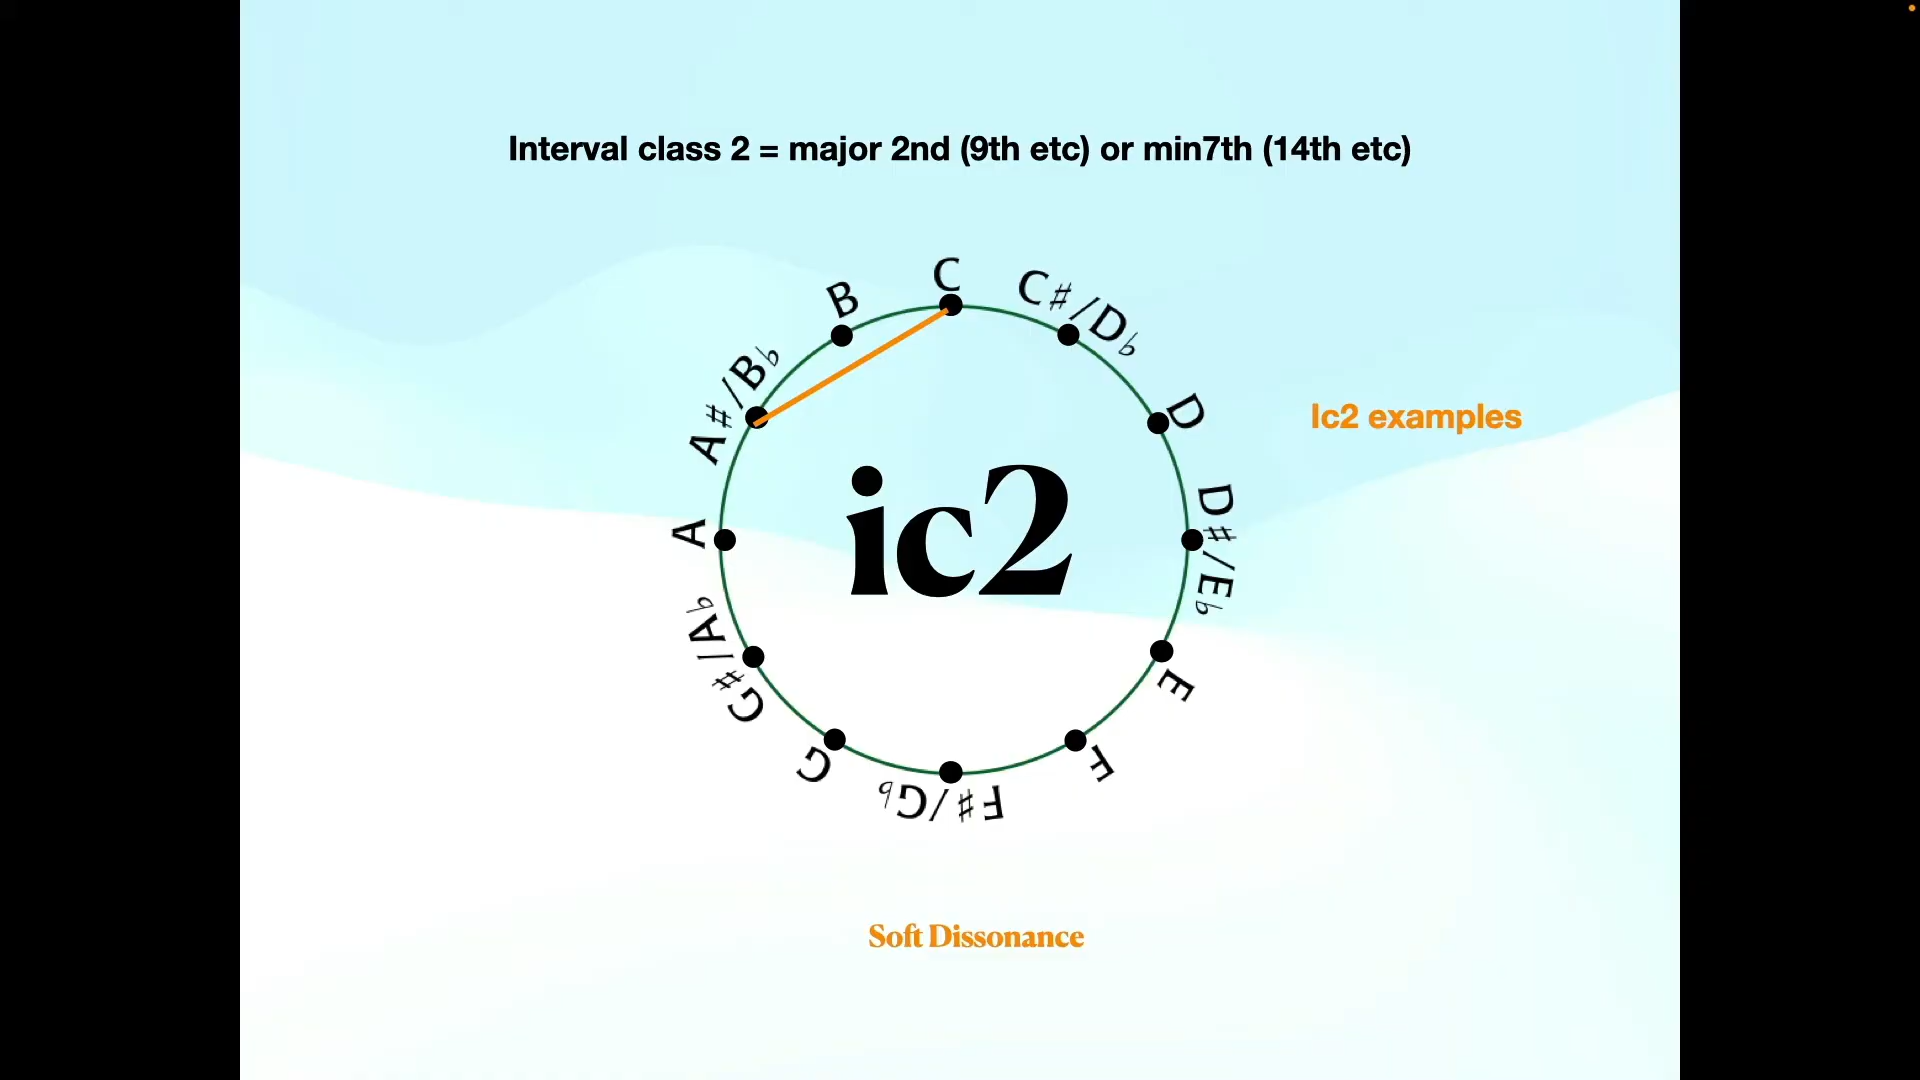 Interval class 2 = major 2nd (9th etc) or min7th (14th etc)
C
C♯/D♭
D
D♯/E♭
E
F
F♯/G♭
G
G♯/A♭
A
A♯/B♭
B
Ic2 examples
ic2
Soft Dissonance